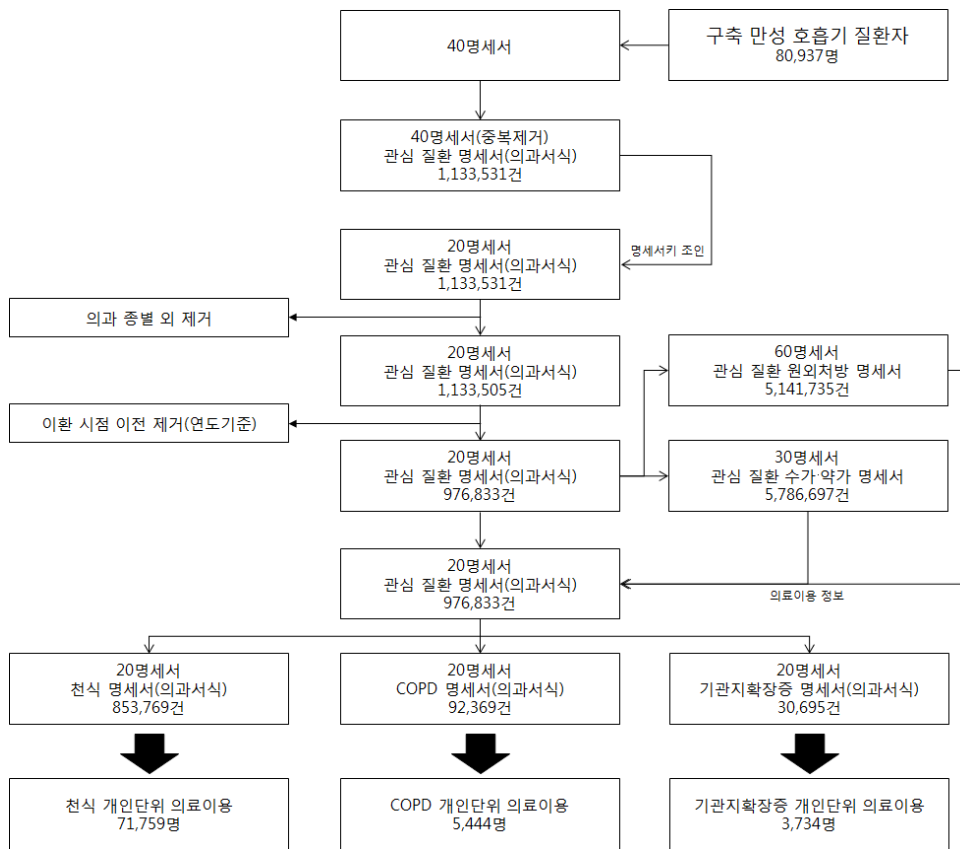 40명세서
구축 만성 호흡기 질환자
80,937명
40명세서(중복제거)
관심 질환 명세서(의과서식)
1,133,531건
명세서키 조인
20명세서
관심 질환 명세서(의과서식)
1,133,531건
의과 종별 외 제거
20명세서
관심 질환 명세서(의과서식)
1,133,505건
60명세서
관심 질환 원외처방 명세서
5,141,735건
이환 시점 이전 제거(연도기준)
20명세서
관심 질환 명세서(의과서식)
976,833건
30명세서
관심 질환 수가·약가 명세서
5,786,697건
20명세서
관심 질환 명세서(의과서식)
976,833건
의료이용 정보
20명세서
천식 명세서(의과서식)
853,769건
20명세서
COPD 명세서(의과서식)
92,369건
20명세서
기관지확장증 명세서(의과서식)
30,695건
천식 개인단위 의료이용
71,759명
COPD 개인단위 의료이용
5,444명
기관지확장증 개인단위 의료이용
3,734명